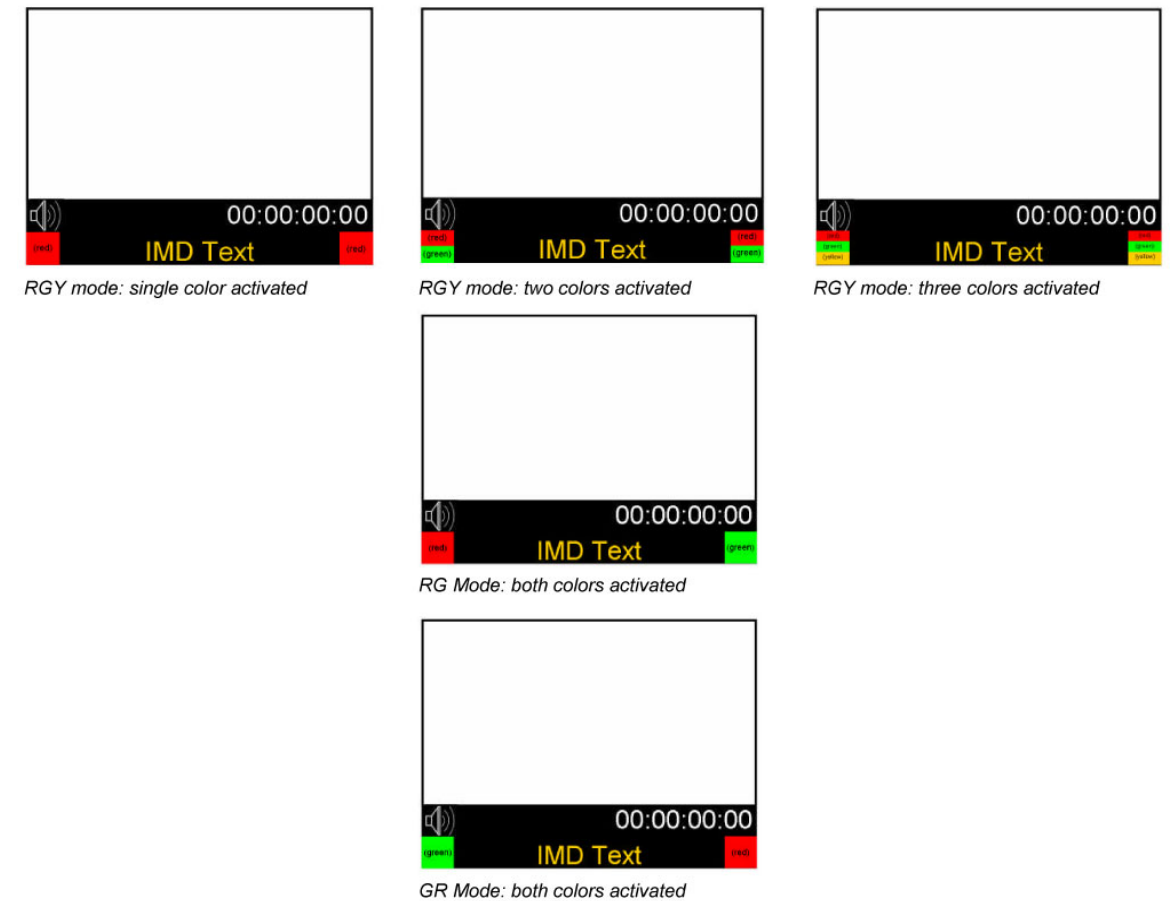 00:00:00:00
(red) IMD Text (red)
RGY mode: single color activated
00:00:00:00
(red) (red)
(green) IMD Text (green)
RGY mode: two colors activated
00:00:00:00
(red) (red)
(green) IMD Text (green)
(yellow) (yellow)
RGY mode: three colors activated
00:00:00:00
(red) IMD Text (green)
RG Mode: both colors activated
00:00:00:00
(green) IMD Text (red)
GR Mode: both colors activated